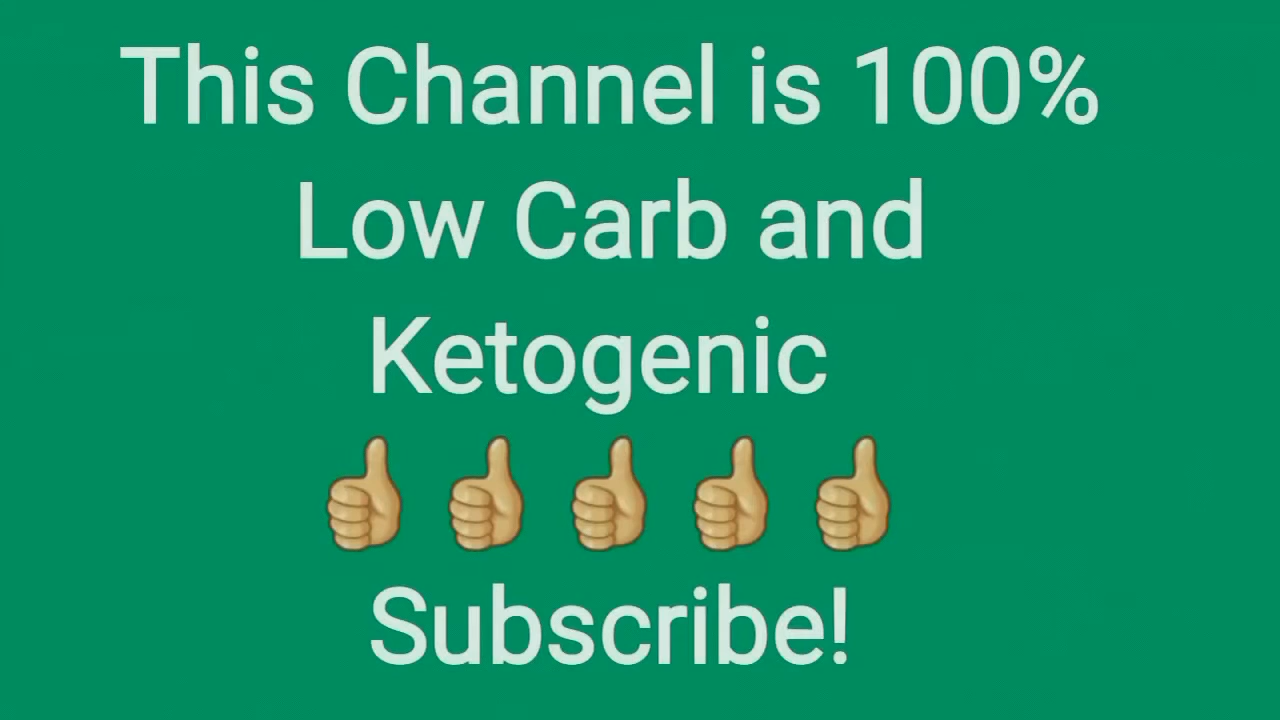 This Channel is 100%
Low Carb and
Ketogenic
👍🏼👍🏼👍🏼👍🏼👍🏼
Subscribe!